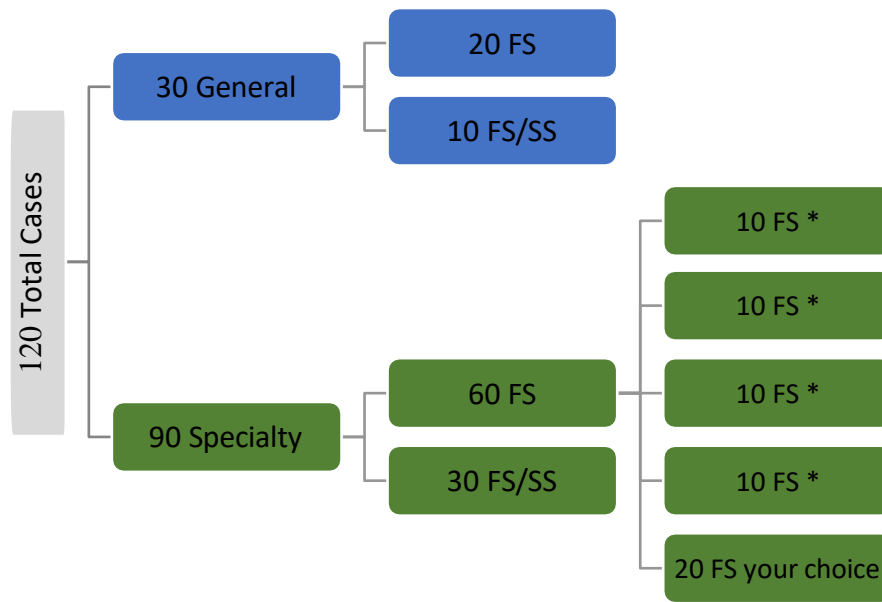 120 Total Cases
30 General
20 FS
10 FS/SS
90 Specialty
60 FS
30 FS/SS
10 FS *
10 FS *
10 FS *
10 FS *
20 FS your choice